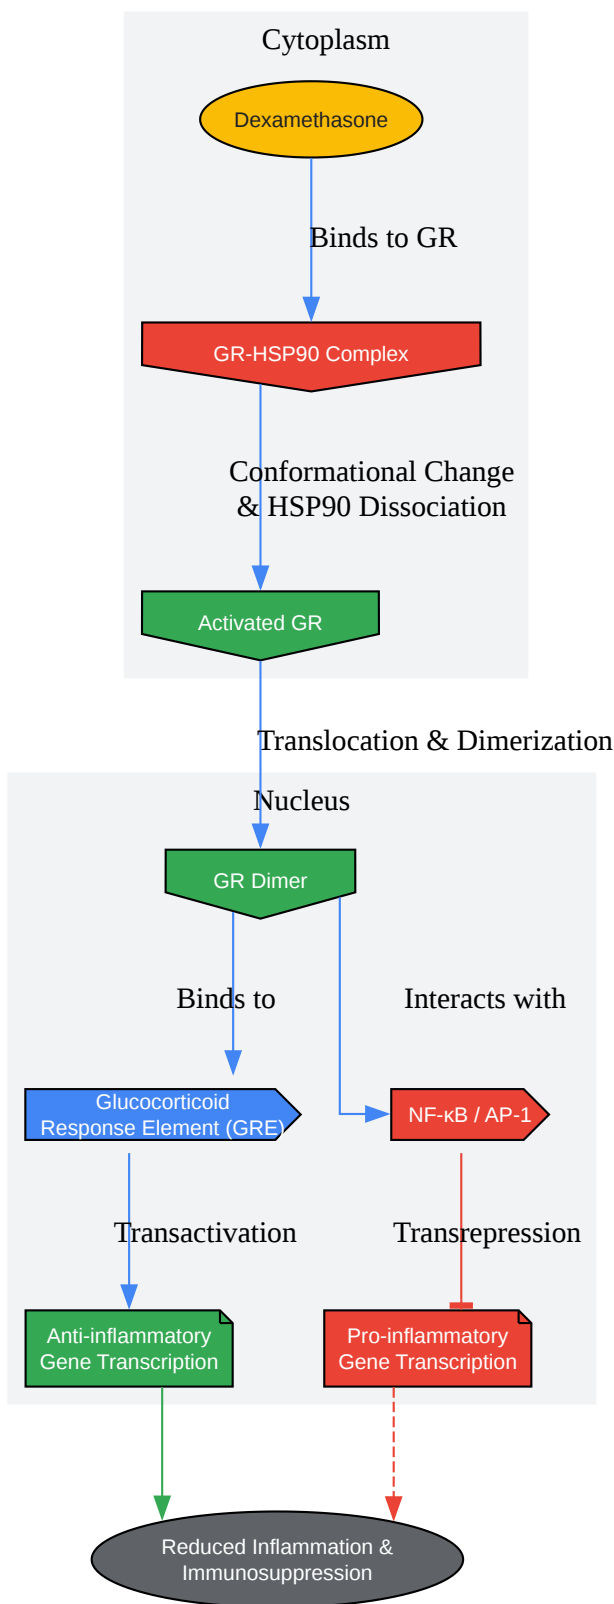 Cytoplasm
Dexamethasone
Binds to GR
GR-HSP90 Complex
Conformational Change
& HSP90 Dissociation
Activated GR
Translocation & Dimerization
Nucleus
GR Dimer
Binds to
Interacts with
Glucocorticoid
Response Element (GRE)
NF-κB / AP-1
Transactivation
Transrepression
Anti-inflammatory
Gene Transcription
Pro-inflammatory
Gene Transcription
Reduced Inflammation &
Immunosuppression